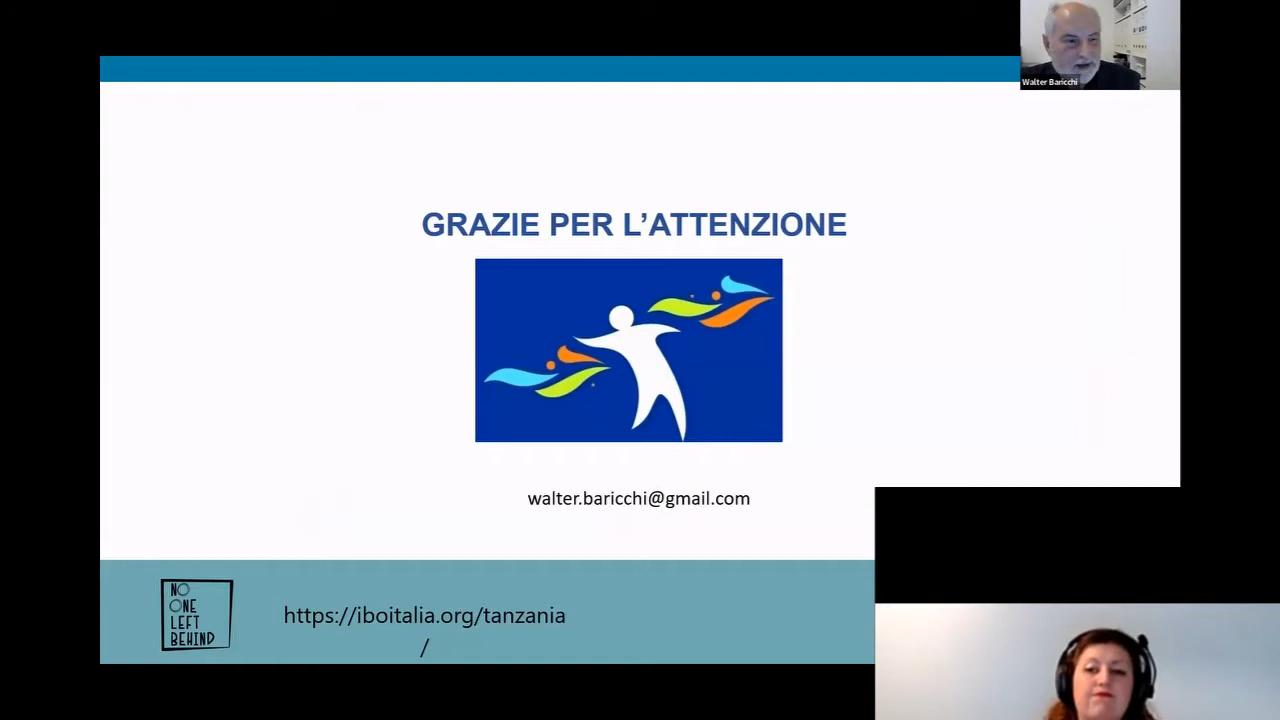 Walter Baricchi
GRAZIE PER L’ATTENZIONE
walter.baricchi@gmail.com
NO
ONE
LEFT
BEHIND
https://iboitalia.org/tanzania
/